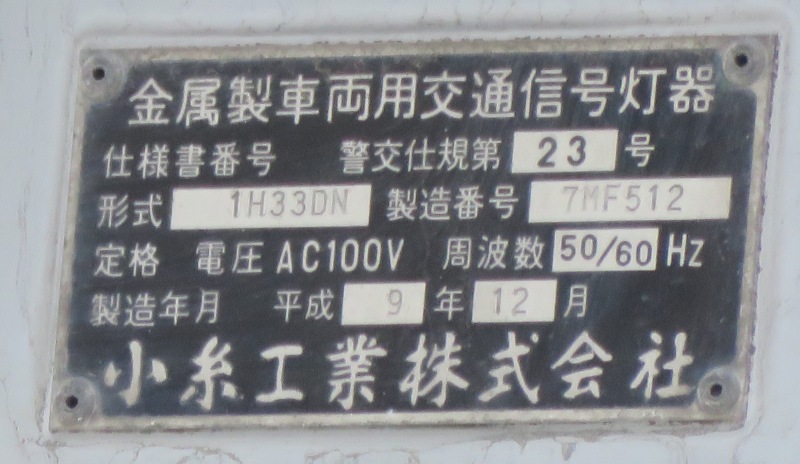 金属製車両用交通信号灯器
仕様書番号 警交仕規第 23 号
形式 1H33DN 製造番号 7MF512
定格 電圧 AC100V 周波数 50/60 Hz
製造年月 平成 9 年 12 月
小糸工業株式会社